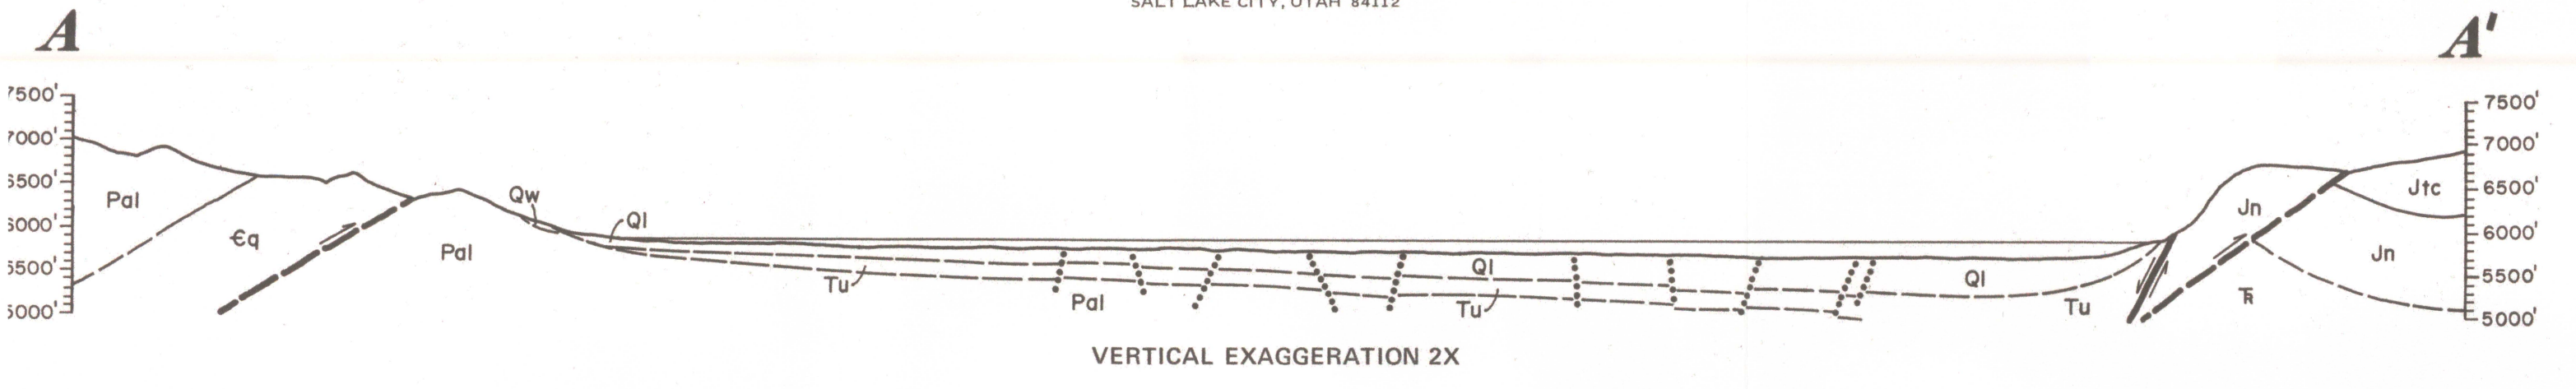 SALT LAKE CITY, UTAH 84112
A A'
7500' 7500'
7000' 7000'
6500' 6500'
6000' 6000'
5500' 5500'
5000' 5000'
Pal
Єq
Pal
Qw
Ql
Tu
Pal
Ql
Tu
Ql
Tu
Jn
Jtc
Jn
T̶R
VERTICAL EXAGGERATION 2X